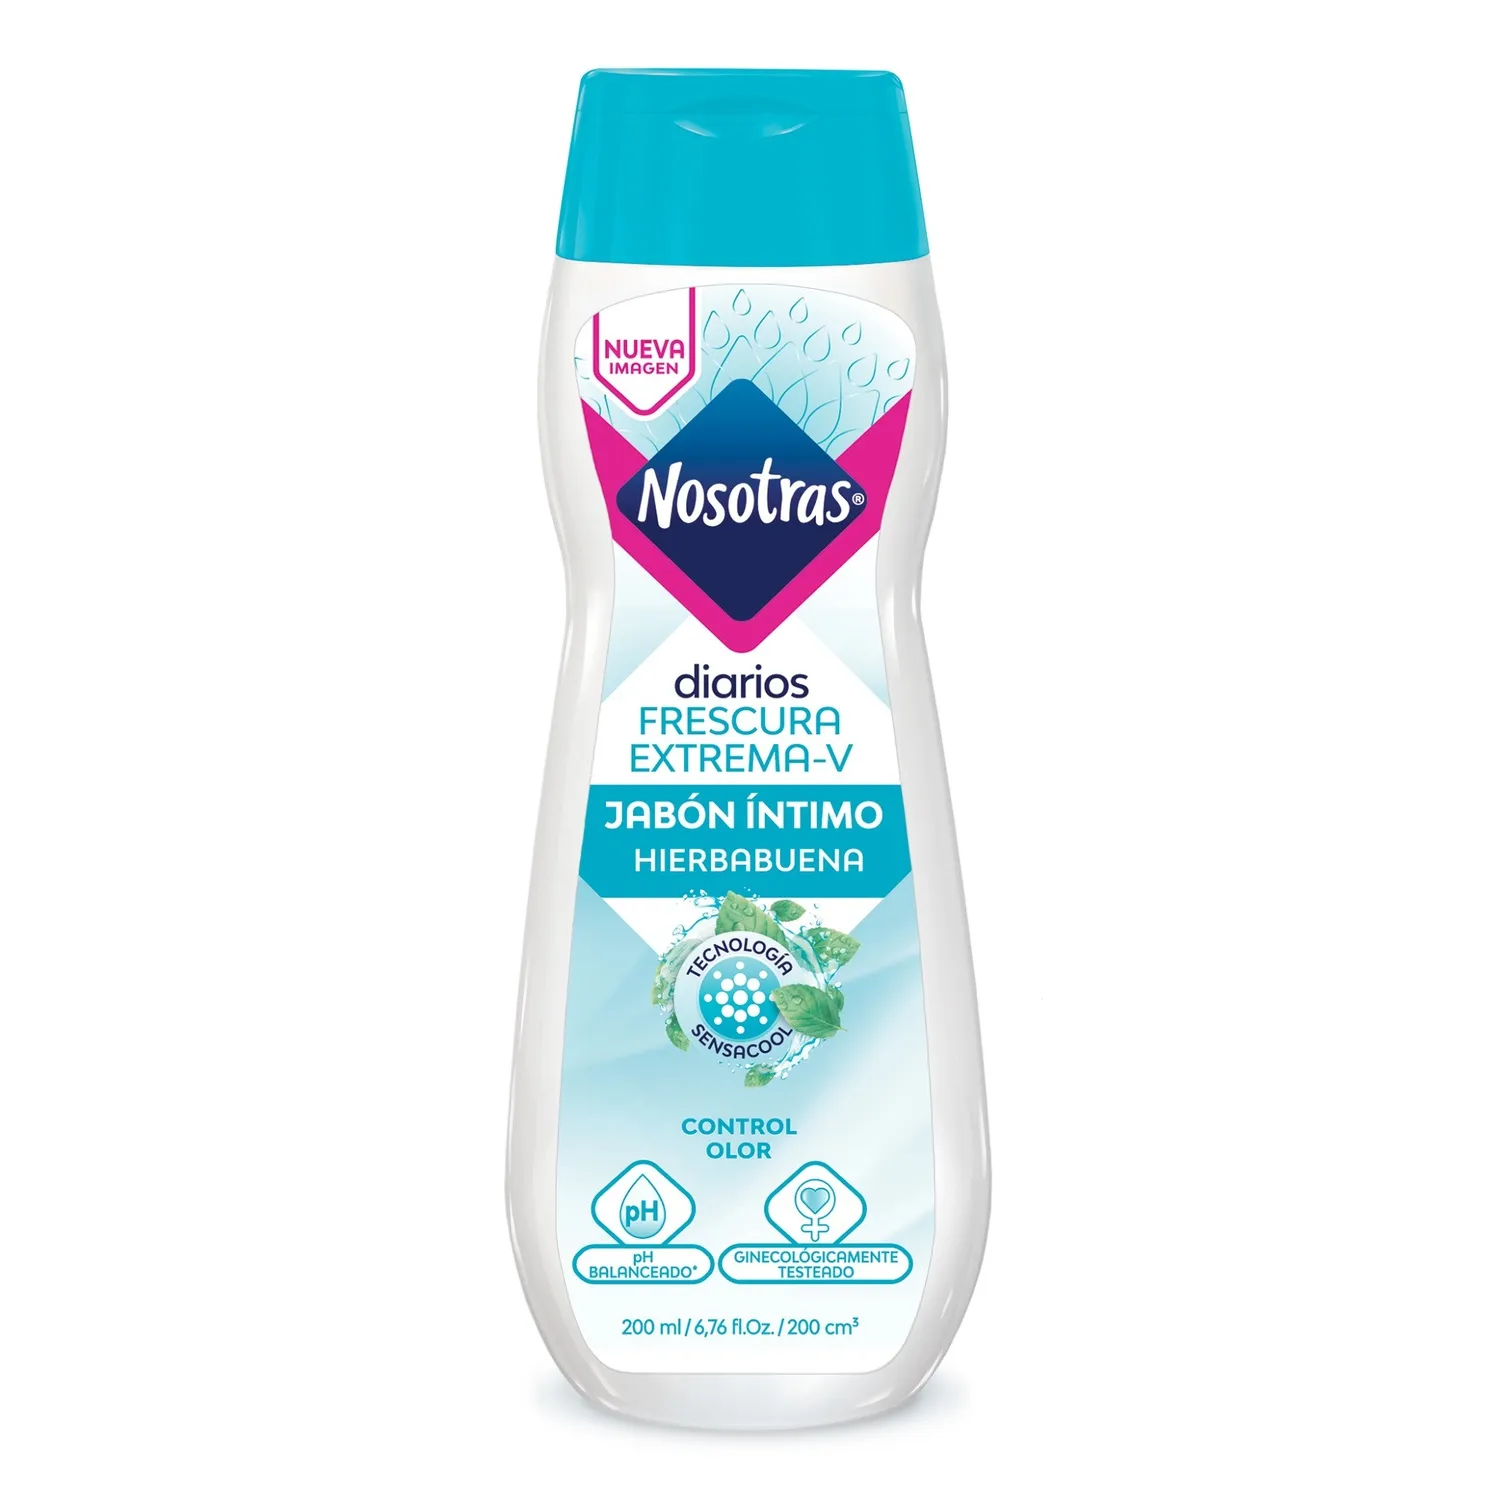 NUEVA
IMAGEN
Nosotras®
diarios
FRESCURA
EXTREMA-V
JABÓN ÍNTIMO
HIERBABUENA
TECNOLOGÍA
SENSACOOL
CONTROL
OLOR
pH
pH
BALANCEADO*
GINECOLÓGICAMENTE
TESTEADO
200 ml / 6,76 fl.Oz. / 200 cm³